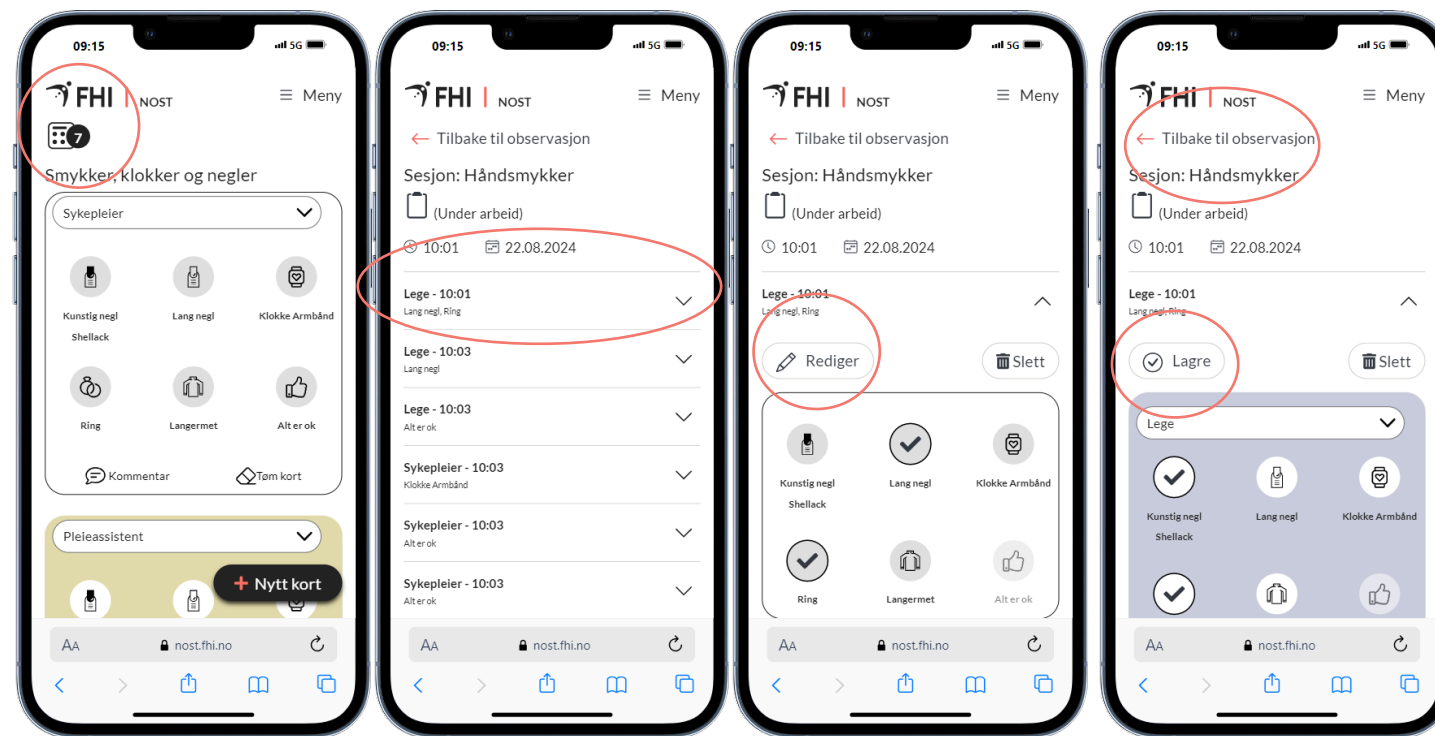 09:15
5G
FHI | NOST
Meny
7
Smykker, klokker og negler
Sykepleier
Kunstig negl Shellack
Lang negl
Klokke Armbånd
Ring
Langermet
Alt er ok
Kommentar
Tøm kort
Pleieassistent
+ Nytt kort
AA
nost.fhi.no
09:15
5G
FHI | NOST
Meny
← Tilbake til observasjon
Sesjon: Håndsmykker
(Under arbeid)
10:01 22.08.2024
Lege - 10:01
Lang negl, Ring
Lege - 10:03
Lang negl
Lege - 10:03
Alt er ok
Sykepleier - 10:03
Klokke Armbånd
Sykepleier - 10:03
Alt er ok
Sykepleier - 10:03
Alt er ok
AA
nost.fhi.no
09:15
5G
FHI | NOST
Meny
← Tilbake til observasjon
Sesjon: Håndsmykker
(Under arbeid)
10:01 22.08.2024
Lege - 10:01
Lang negl, Ring
Rediger
Slett
Kunstig negl Shellack
Lang negl
Klokke Armbånd
Ring
Langermet
Alt er ok
AA
nost.fhi.no
09:15
5G
FHI | NOST
Meny
← Tilbake til observasjon
Sesjon: Håndsmykker
(Under arbeid)
10:01 22.08.2024
Lege - 10:01
Lang negl, Ring
Lagre
Slett
Lege
Kunstig negl Shellack
Lang negl
Klokke Armbånd
AA
nost.fhi.no